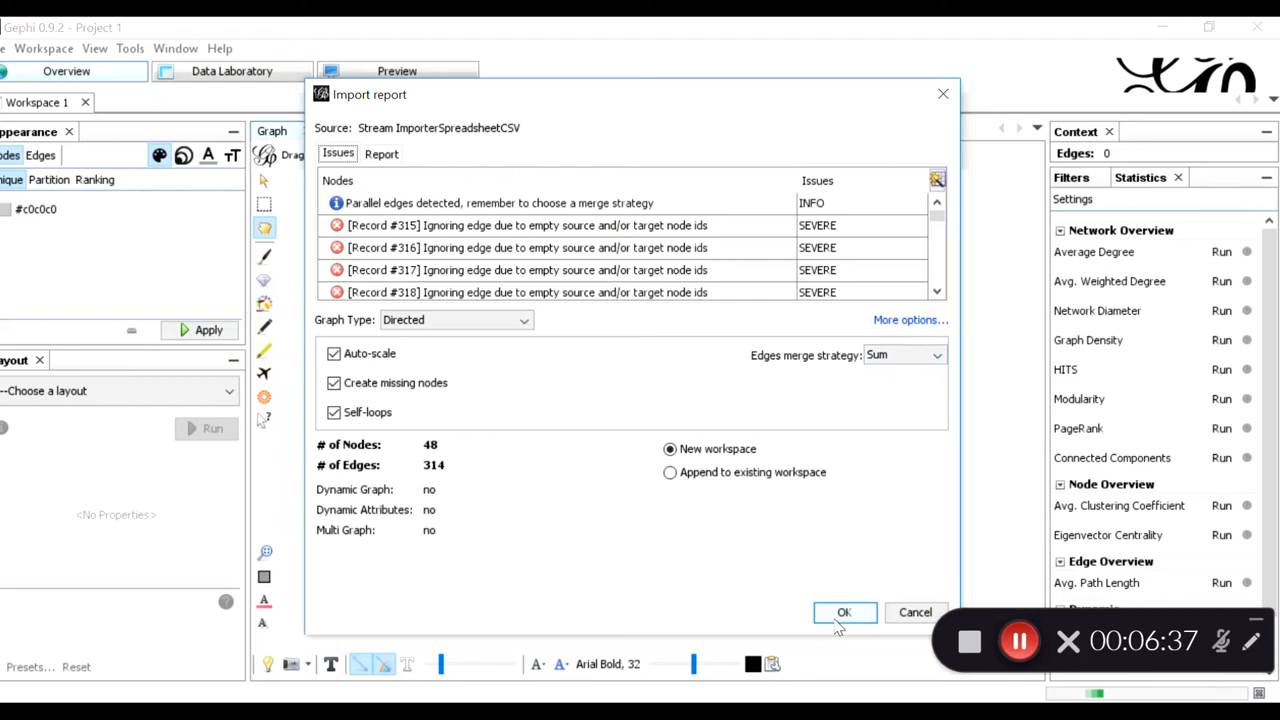 Gephi 0.9.2 - Project 1
Workspace View Tools Window Help
Overview
Data Laboratory
Preview
Workspace 1
ppearance
Nodes Edges
nique Partition Ranking
#c0c0c0
Apply
ayout
--Choose a layout
Run
<No Properties>
Presets... Reset
Graph
Drag
Import report
Source: Stream ImporterSpreadsheetCSV
Issues Report
Nodes Issues
Parallel edges detected, remember to choose a merge strategy INFO
[Record #315] Ignoring edge due to empty source and/or target node ids SEVERE
[Record #316] Ignoring edge due to empty source and/or target node ids SEVERE
[Record #317] Ignoring edge due to empty source and/or target node ids SEVERE
[Record #318] Ignoring edge due to empty source and/or target node ids SEVERE
Graph Type: Directed
More options...
Auto-scale
Edges merge strategy: Sum
Create missing nodes
Self-loops
# of Nodes: 48
# of Edges: 314
New workspace
Append to existing workspace
Dynamic Graph: no
Dynamic Attributes: no
Multi Graph: no
OK Cancel
Arial Bold, 32
Context
Edges: 0
Filters Statistics
Settings
Network Overview
Average Degree Run
Avg. Weighted Degree Run
Network Diameter Run
Graph Density Run
HITS Run
Modularity Run
PageRank Run
Connected Components Run
Node Overview
Avg. Clustering Coefficient Run
Eigenvector Centrality Run
Edge Overview
Avg. Path Length Run
00:06:37